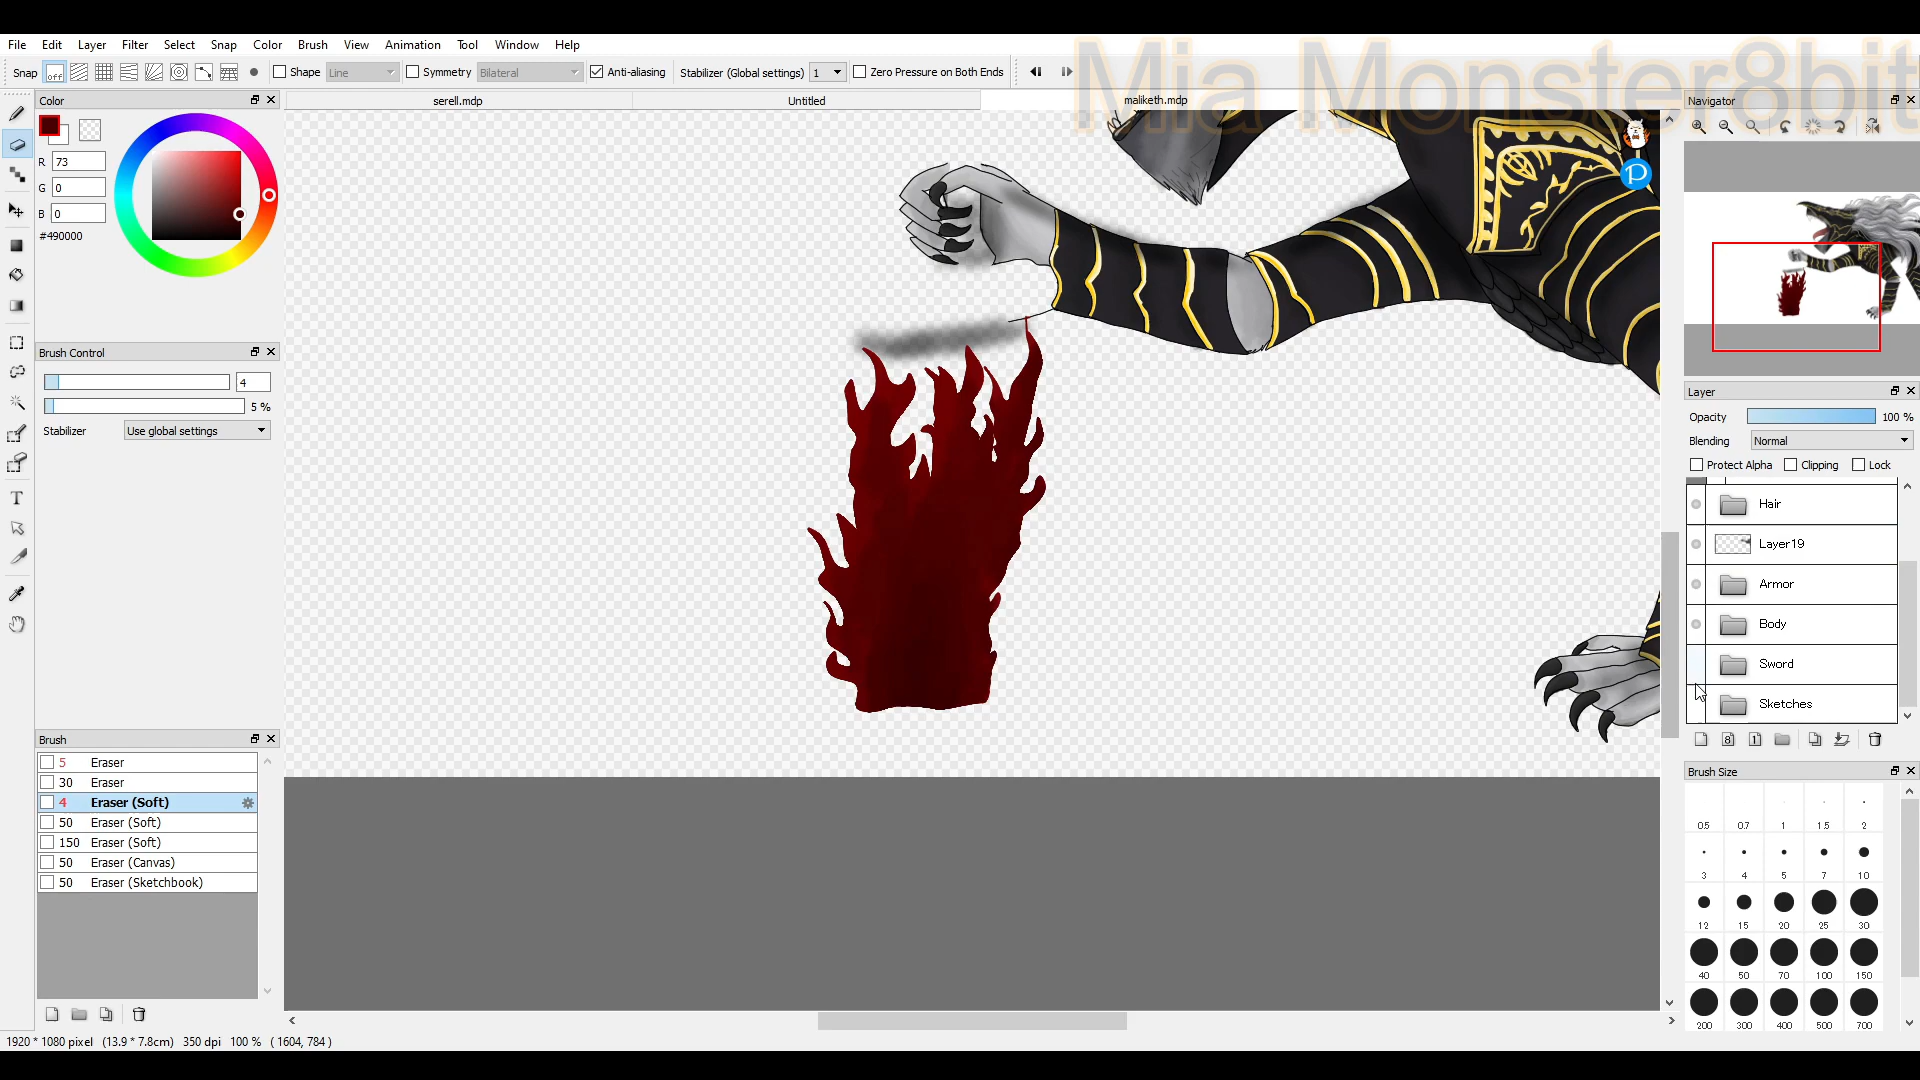 File Edit Layer Filter Select Snap Color Brush View Animation Tool Window Help
Mia Monster8bit
Snap off Shape Line Symmetry Bilateral Anti-aliasing Stabilizer (Global settings) 1 Zero Pressure on Both Ends
Color
serell.mdp Untitled maliketh.mdp
Navigator
R 73
G 0
B 0
#490000
Brush Control
4
5 %
Stabilizer Use global settings
Brush
5 Eraser
30 Eraser
4 Eraser (Soft)
50 Eraser (Soft)
150 Eraser (Soft)
50 Eraser (Canvas)
50 Eraser (Sketchbook)
Layer
Opacity 100 %
Blending Normal
Protect Alpha Clipping Lock
Hair
Layer19
Armor
Body
Sword
Sketches
Brush Size
0.5 0.7 1 1.5 2
3 4 5 7 10
12 15 20 25 30
40 50 70 100 150
200 300 400 500 700
1920 * 1080 pixel (13.9 * 7.8cm) 350 dpi 100 % ( 1604, 784 )